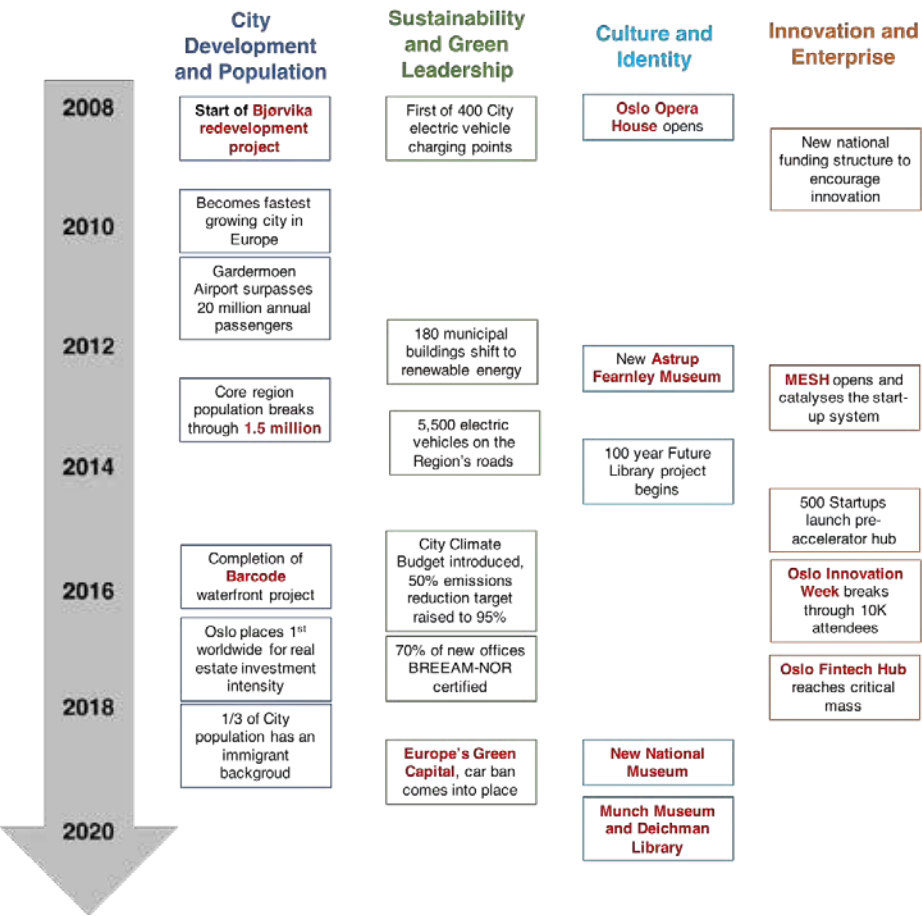 City
Development
and Population
Sustainability
and Green
Leadership
Culture and
Identity
Innovation and
Enterprise
2008
Start of Bjørvika
redevelopment
project
First of 400 City
electric vehicle
charging points
Oslo Opera
House opens
New national
funding structure to
encourage
innovation
2010
Becomes fastest
growing city in
Europe
Gardermoen
Airport surpasses
20 million annual
passengers
2012
180 municipal
buildings shift to
renewable energy
New Astrup
Fearnley Museum
MESH opens and
catalyses the start-
up system
Core region
population breaks
through 1.5 million
5,500 electric
vehicles on the
Region's roads
2014
100 year Future
Library project
begins
500 Startups
launch pre-
accelerator hub
2016
Completion of
Barcode
waterfront project
City Climate
Budget introduced,
50% emissions
reduction target
raised to 95%
Oslo Innovation
Week breaks
through 10K
attendees
Oslo places 1st
worldwide for real
estate investment
intensity
70% of new offices
BREEAM-NOR
certified
Oslo Fintech Hub
reaches critical
mass
2018
1/3 of City
population has an
immigrant
backgroud
Europe's Green
Capital, car ban
comes into place
New National
Museum
2020
Munch Museum
and Deichman
Library